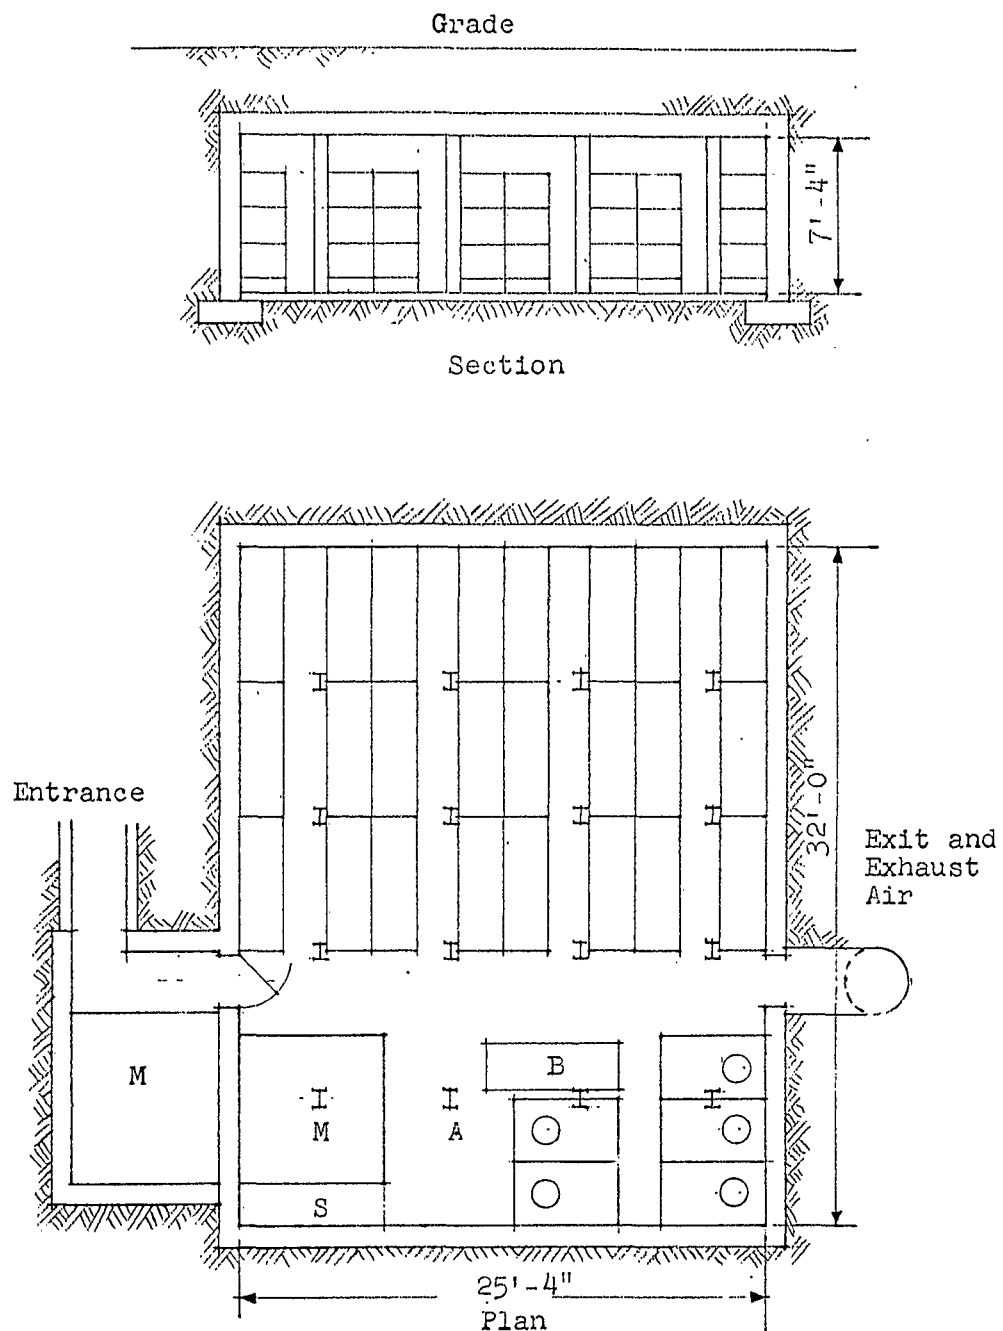 Grade
7'-4"
Section
Entrance
32'-0"
Exit and
Exhaust
Air
M
B
M
A
S
25'-4"
Plan